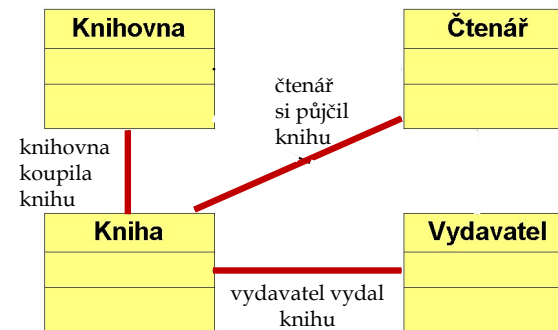 Knihovna
Čtenář
čtenář
si půjčil
knihu
knihovna
koupila
knihu
Kniha
Vydavatel
vydavatel vydal
knihu